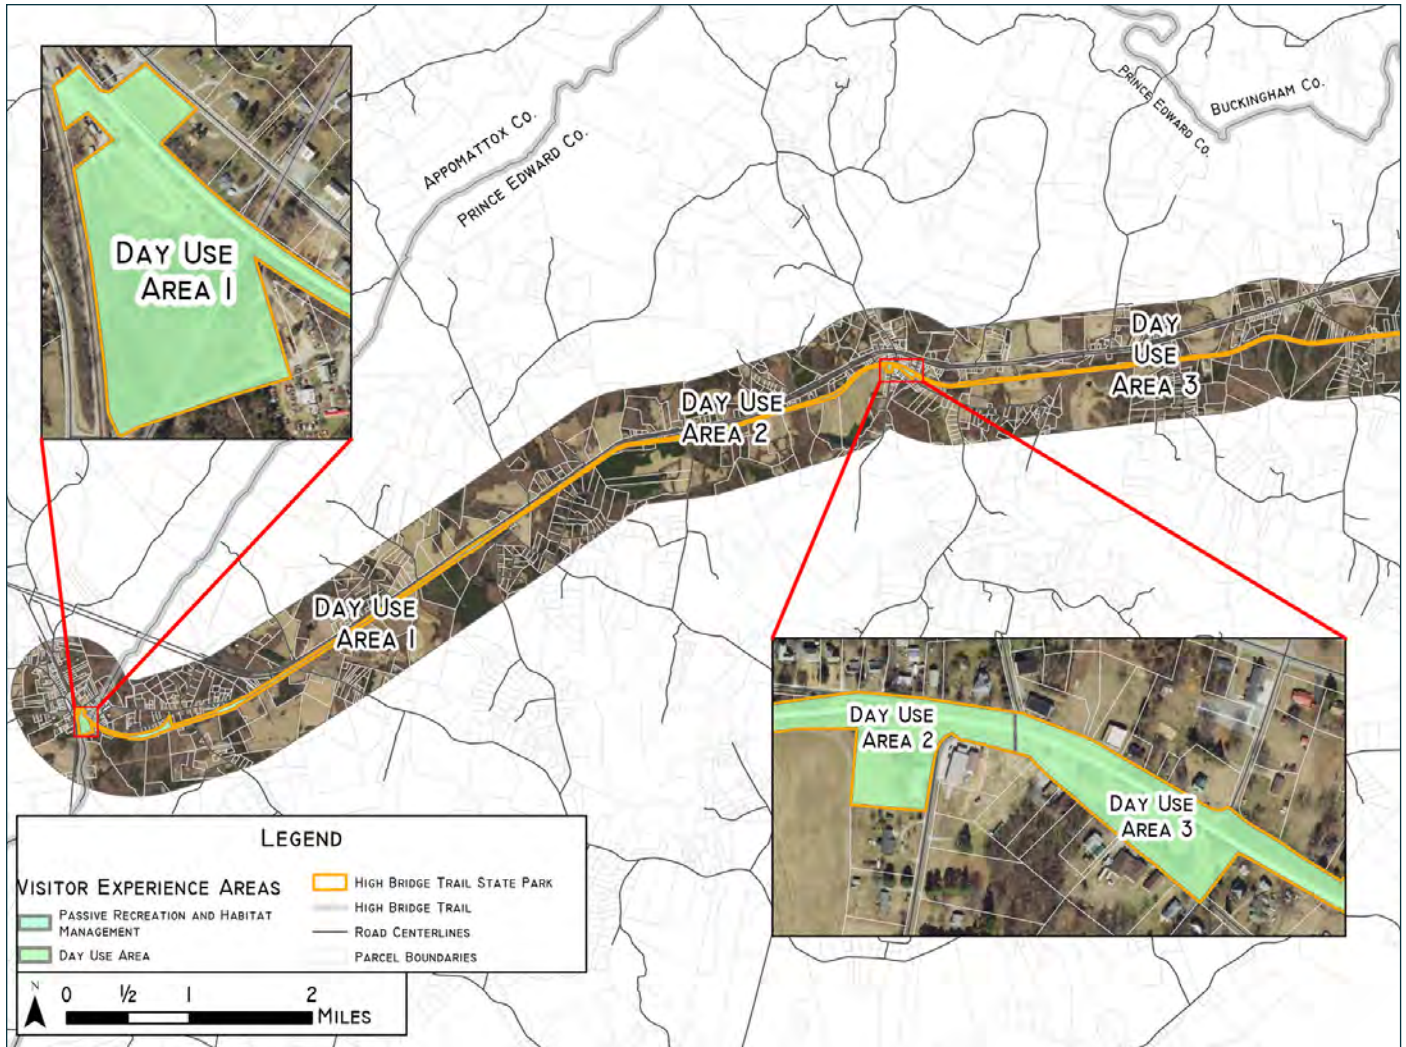 DAY USE
AREA 1
APPOMATTOX CO.
PRINCE EDWARD CO.
PRINCE EDWARD CO.
BUCKINGHAM CO.
DAY
USE
AREA 3
DAY USE
AREA 2
DAY USE
AREA 1
DAY USE
AREA 2
DAY USE
AREA 3
LEGEND
VISITOR EXPERIENCE AREAS
PASSIVE RECREATION AND HABITAT
MANAGEMENT
DAY USE AREA
HIGH BRIDGE TRAIL STATE PARK
HIGH BRIDGE TRAIL
ROAD CENTERLINES
PARCEL BOUNDARIES
N
0 ½ 1 2
MILES